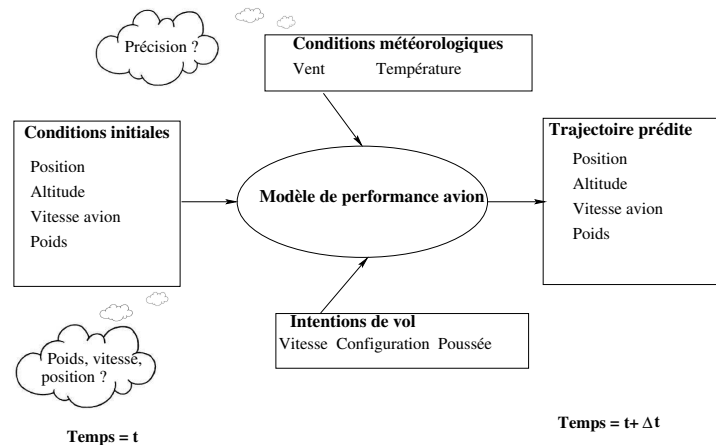 Précision ?
Conditions météorologiques
Vent Température
Conditions initiales
Position
Altitude
Vitesse avion
Poids
Modèle de performance avion
Trajectoire prédite
Position
Altitude
Vitesse avion
Poids
Intentions de vol
Vitesse Configuration Poussée
Poids, vitesse,
position ?
Temps = t
Temps = t+ Δt